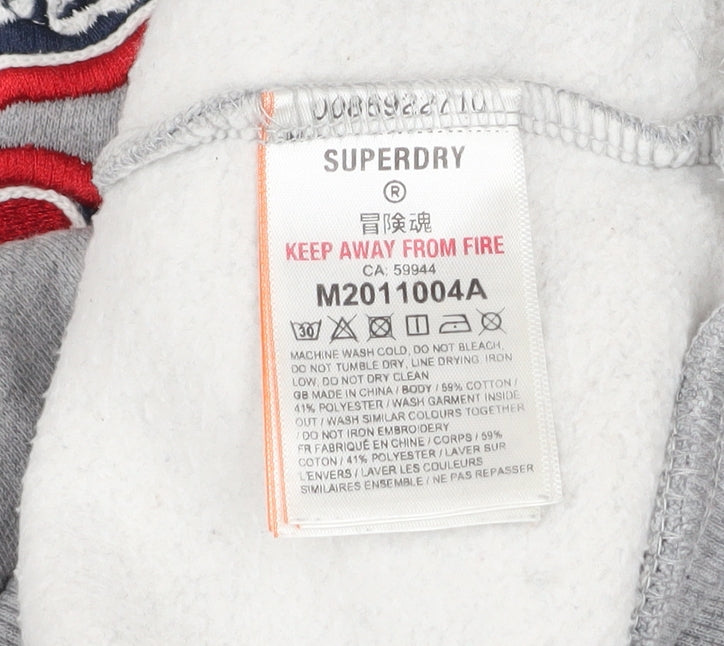 0086922710
SUPERDRY
®
冒険魂
KEEP AWAY FROM FIRE
CA: 59944
M2011004A
30
MACHINE WASH COLD, DO NOT BLEACH,
DO NOT TUMBLE DRY, LINE DRYING, IRON
LOW, DO NOT DRY CLEAN
GB MADE IN CHINA / BODY / 59% COTTON /
41% POLYESTER / WASH GARMENT INSIDE
OUT / WASH SIMILAR COLOURS TOGETHER
/ DO NOT IRON EMBROIDERY
FR FABRIQUÉ EN CHINE / CORPS / 59%
COTON / 41% POLYESTER / LAVER SUR
L'ENVERS / LAVER LES COULEURS
SIMILAIRES ENSEMBLE / NE PAS REPASSER